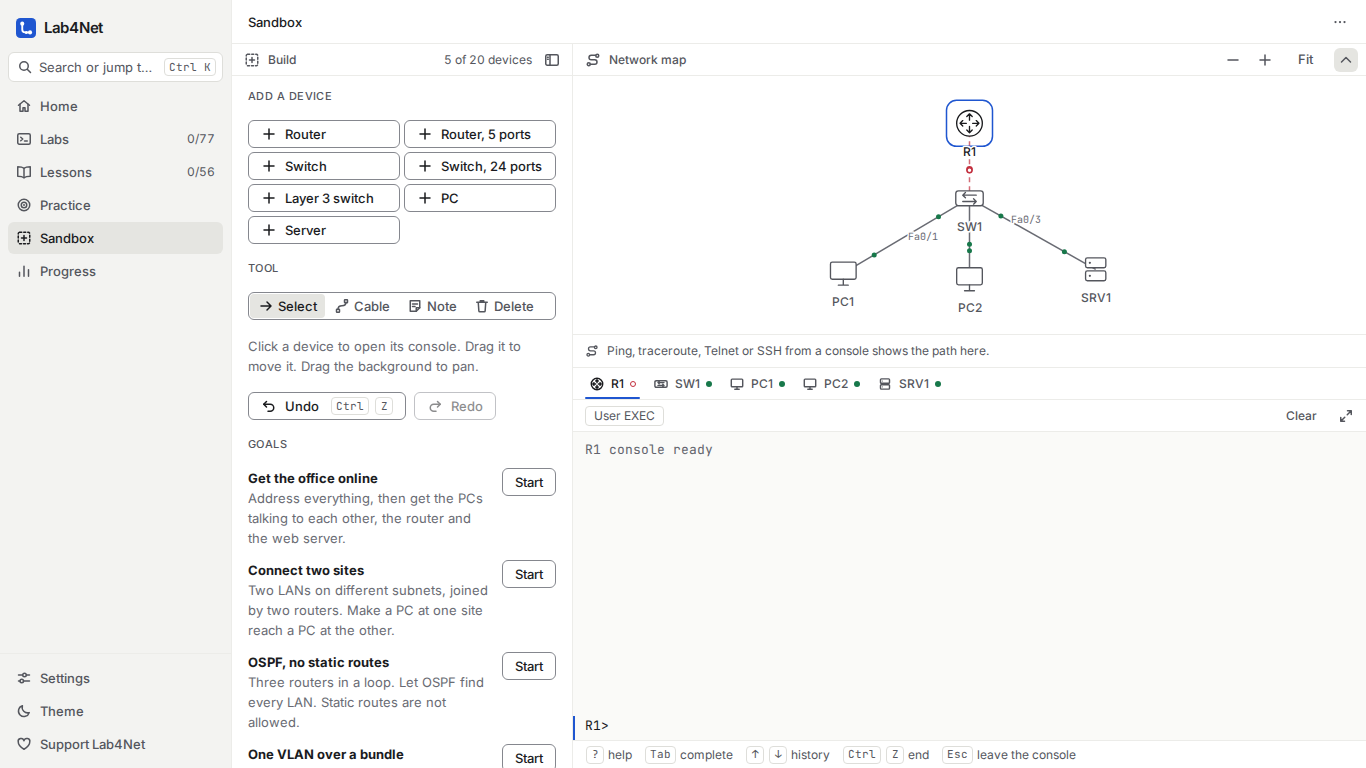 Lab4Net
Search or jump t... Ctrl K
Home
Labs 0/77
Lessons 0/56
Practice
Sandbox
Progress
Settings
Theme
Support Lab4Net
Sandbox
Build 5 of 20 devices
ADD A DEVICE
Router Router, 5 ports
Switch Switch, 24 ports
Layer 3 switch PC
Server
TOOL
Select Cable Note Delete
Click a device to open its console. Drag it to
move it. Drag the background to pan.
Undo Ctrl Z Redo
GOALS
Get the office online Start
Address everything, then get the PCs
talking to each other, the router and
the web server.
Connect two sites Start
Two LANs on different subnets, joined
by two routers. Make a PC at one site
reach a PC at the other.
OSPF, no static routes Start
Three routers in a loop. Let OSPF find
every LAN. Static routes are not
allowed.
One VLAN over a bundle Start
Network map Fit
R1
SW1
Fa0/1
Fa0/3
PC1
PC2
SRV1
Ping, traceroute, Telnet or SSH from a console shows the path here.
R1 SW1 PC1 PC2 SRV1
User EXEC Clear
R1 console ready
R1>
? help Tab complete ↑ ↓ history Ctrl Z end Esc leave the console